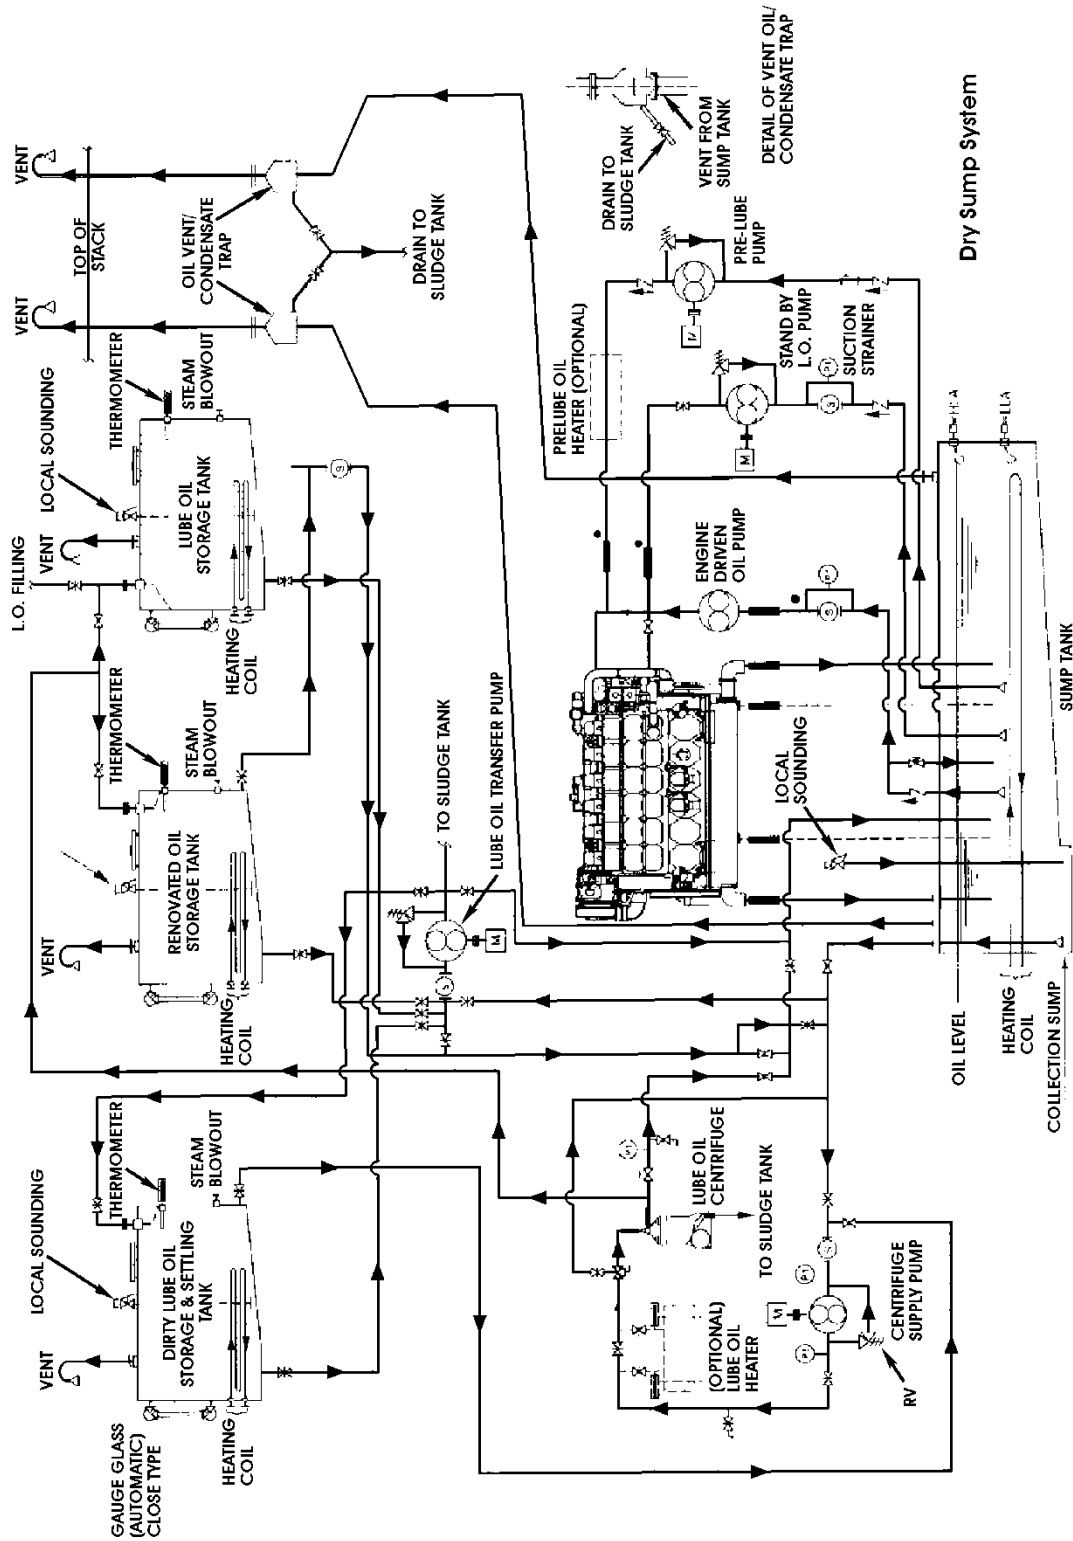 GAUGE GLASS
(AUTOMATIC)
CLOSE TYPE
VENT
LOCAL SOUNDING
THERMOMETER
DIRTY LUBE OIL
STORAGE & SETTLING
TANK
STEAM
BLOWOUT
HEATING
COIL
VENT
THERMOMETER
RENOVATED OIL
STORAGE TANK
STEAM
BLOWOUT
HEATING
COIL
L.O. FILLING
VENT
LOCAL SOUNDING
THERMOMETER
LUBE OIL
STORAGE TANK
STEAM
BLOWOUT
HEATING
COIL
S
VENT
VENT
TOP OF
STACK
OIL VENT/
CONDENSATE
TRAP
DRAIN TO
SLUDGE TANK
TO SLUDGE TANK
LUBE OIL TRANSFER PUMP
M
S
PRELUBE OIL
HEATER (OPTIONAL)
DRAIN TO
SLUDGE TANK
VENT FROM
SUMP TANK
DETAIL OF VENT OIL/
CONDENSATE TRAP
PRE-LUBE
PUMP
M
STAND BY
L.O. PUMP
M
SUCTION
STRAINER
P1
S
ENGINE
DRIVEN
OIL PUMP
P1
S
LOCAL
SOUNDING
LUBE OIL
CENTRIFUGE
TO SLUDGE TANK
(OPTIONAL)
LUBE OIL
HEATER
M
P1
P1
S
CENTRIFUGE
SUPPLY PUMP
RV
OIL LEVEL
HEATING
COIL
COLLECTION SUMP
SUMP TANK
HLA
LLA
Dry Sump System